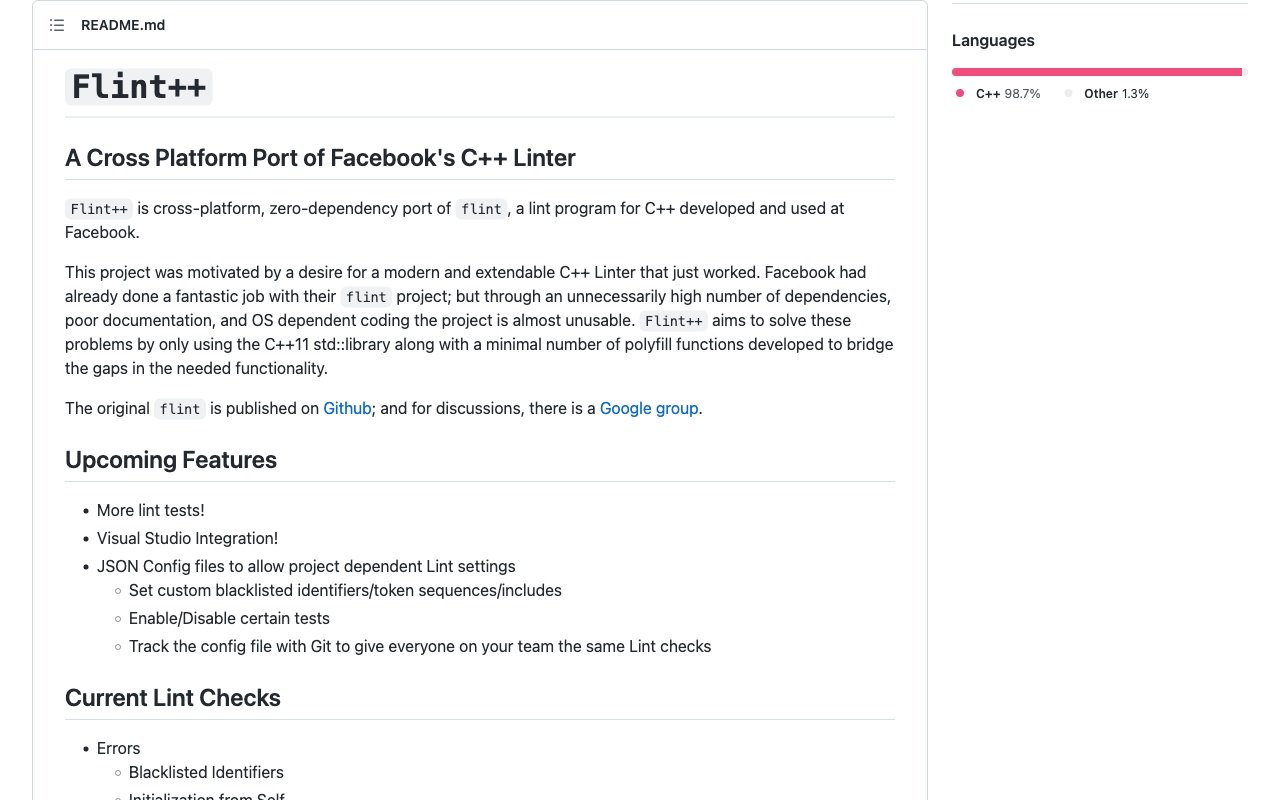 README.md
Flint++
A Cross Platform Port of Facebook's C++ Linter
Flint++ is cross-platform, zero-dependency port of flint, a lint program for C++ developed and used at
Facebook.
This project was motivated by a desire for a modern and extendable C++ Linter that just worked. Facebook had
already done a fantastic job with their flint project; but through an unnecessarily high number of dependencies,
poor documentation, and OS dependent coding the project is almost unusable. Flint++ aims to solve these
problems by only using the C++11 std::library along with a minimal number of polyfill functions developed to bridge
the gaps in the needed functionality.
The original flint is published on Github; and for discussions, there is a Google group.
Upcoming Features
• More lint tests!
• Visual Studio Integration!
• JSON Config files to allow project dependent Lint settings
◦ Set custom blacklisted identifiers/token sequences/includes
◦ Enable/Disable certain tests
◦ Track the config file with Git to give everyone on your team the same Lint checks
Current Lint Checks
• Errors
◦ Blacklisted Identifiers
◦ Initialization from Self
Languages
C++ 98.7%
Other 1.3%